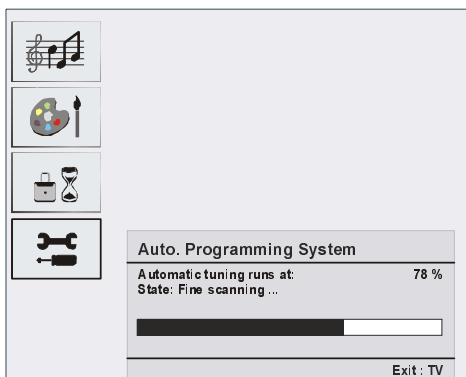 Auto. Programming System
Automatic tuning runs at: 78 %
State: Fine scanning ...
Exit : TV